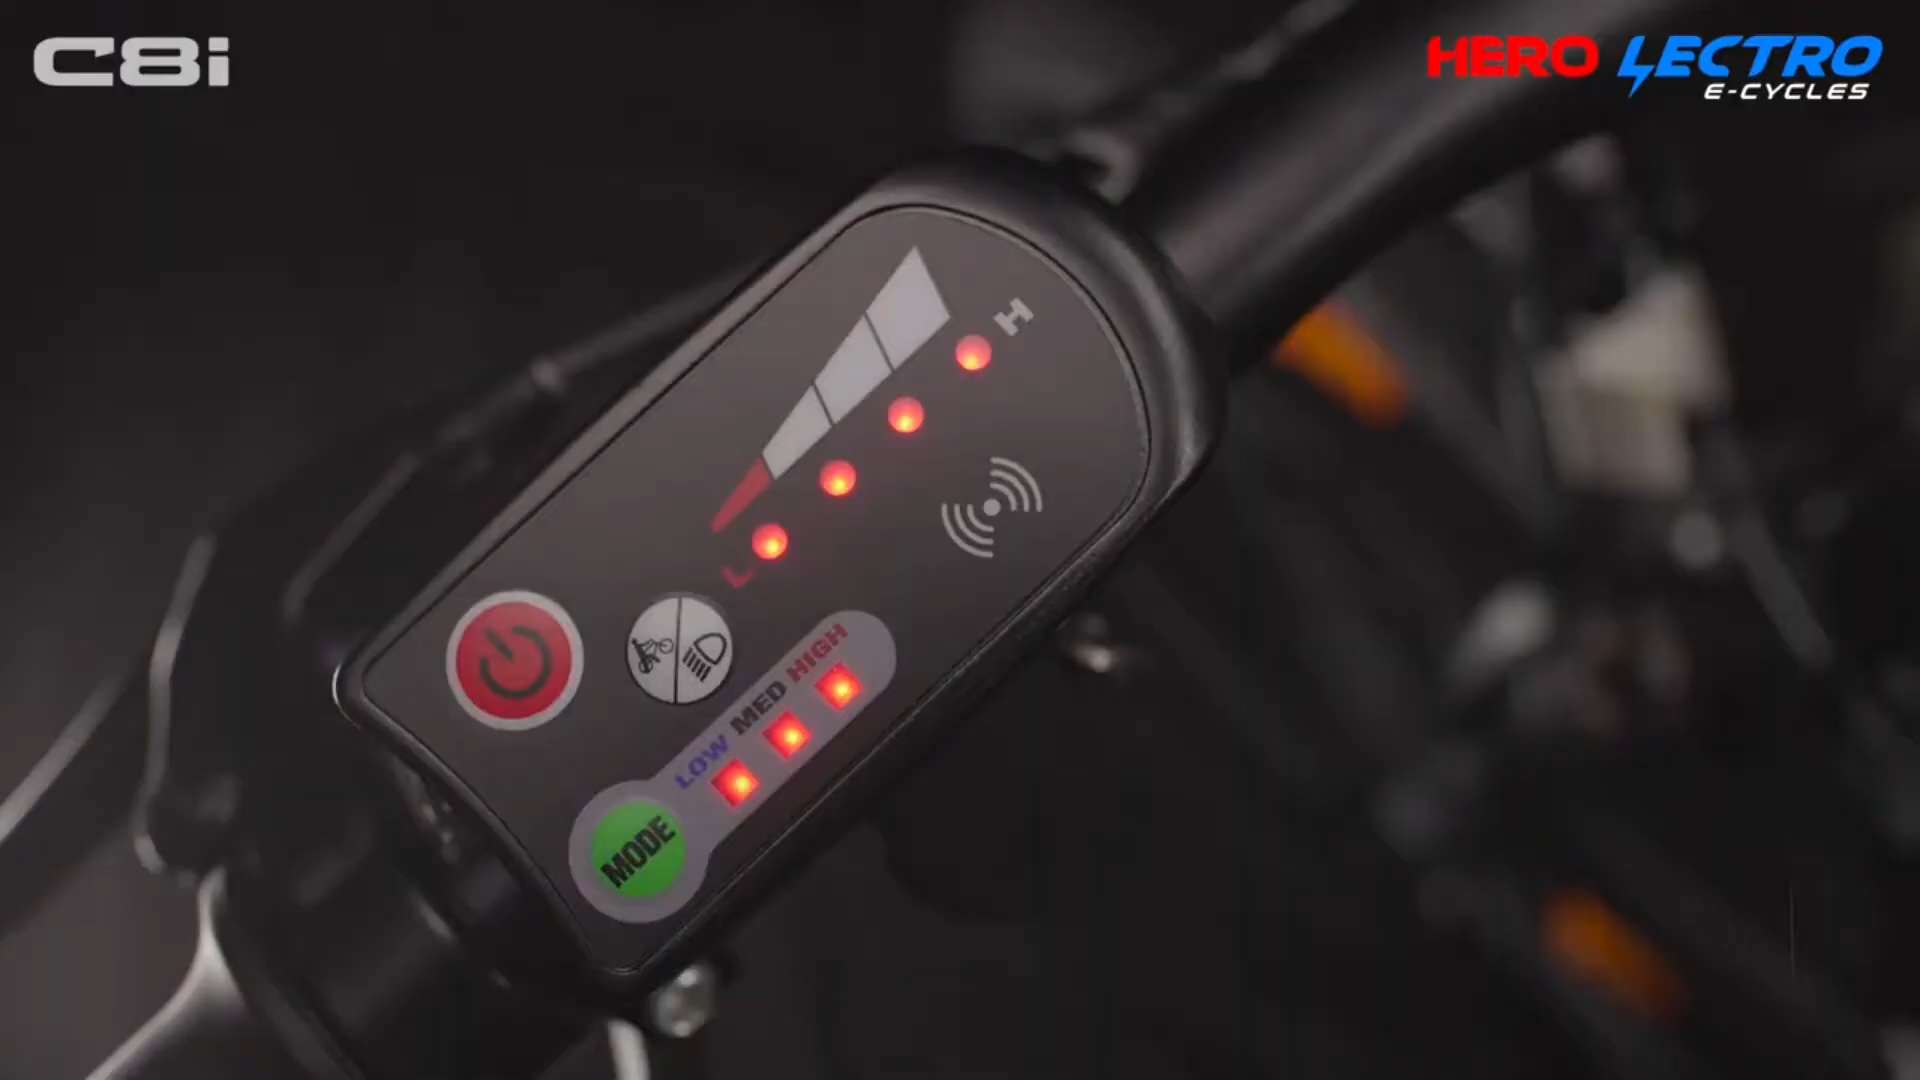 C8i
HERO LECTRO
E-CYCLES
H
L
LOW MED HIGH
MODE